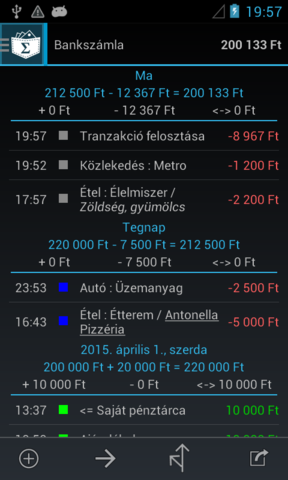 19:57
Σ
Bankszámla 200 133 Ft
Ma
212 500 Ft - 12 367 Ft = 200 133 Ft
+ 0 Ft - 12 367 Ft <-> 0 Ft
19:57 Tranzakció felosztása -8 967 Ft
19:52 Közlekedés : Metro -1 200 Ft
17:57 Étel : Élelmiszer / -2 200 Ft
Zöldség, gyümölcs
Tegnap
220 000 Ft - 7 500 Ft = 212 500 Ft
+ 0 Ft - 7 500 Ft <-> 0 Ft
23:53 Autó : Üzemanyag -2 500 Ft
16:43 Étel : Étterem / Antonella -5 000 Ft
Pizzéria
2015. április 1., szerda
200 000 Ft + 20 000 Ft = 220 000 Ft
+ 10 000 Ft - 0 Ft <-> 10 000 Ft
13:37 <= Saját pénztárca 10 000 Ft